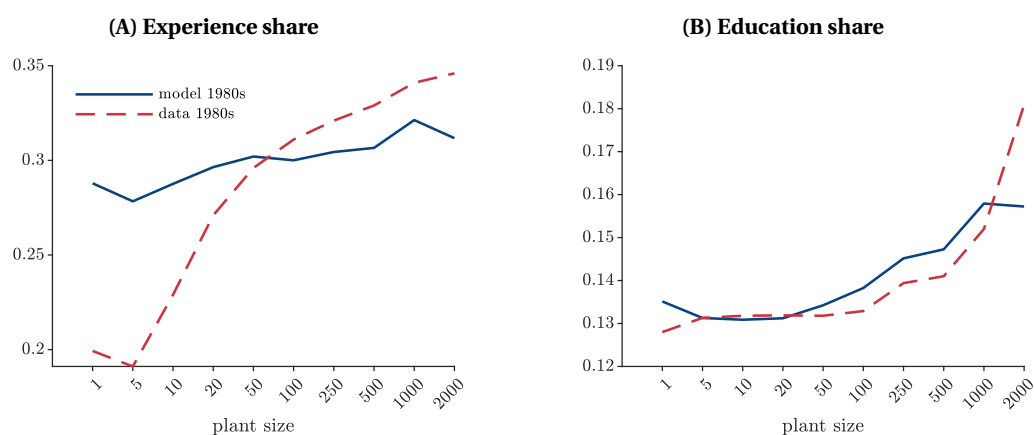 (A) Experience share
0.35
0.3
0.25
0.2
model 1980s
data 1980s
1 5 10 20 50 100 250 500 1000 2000
plant size
(B) Education share
0.19
0.18
0.17
0.16
0.15
0.14
0.13
0.12
1 5 10 20 50 100 250 500 1000 2000
plant size